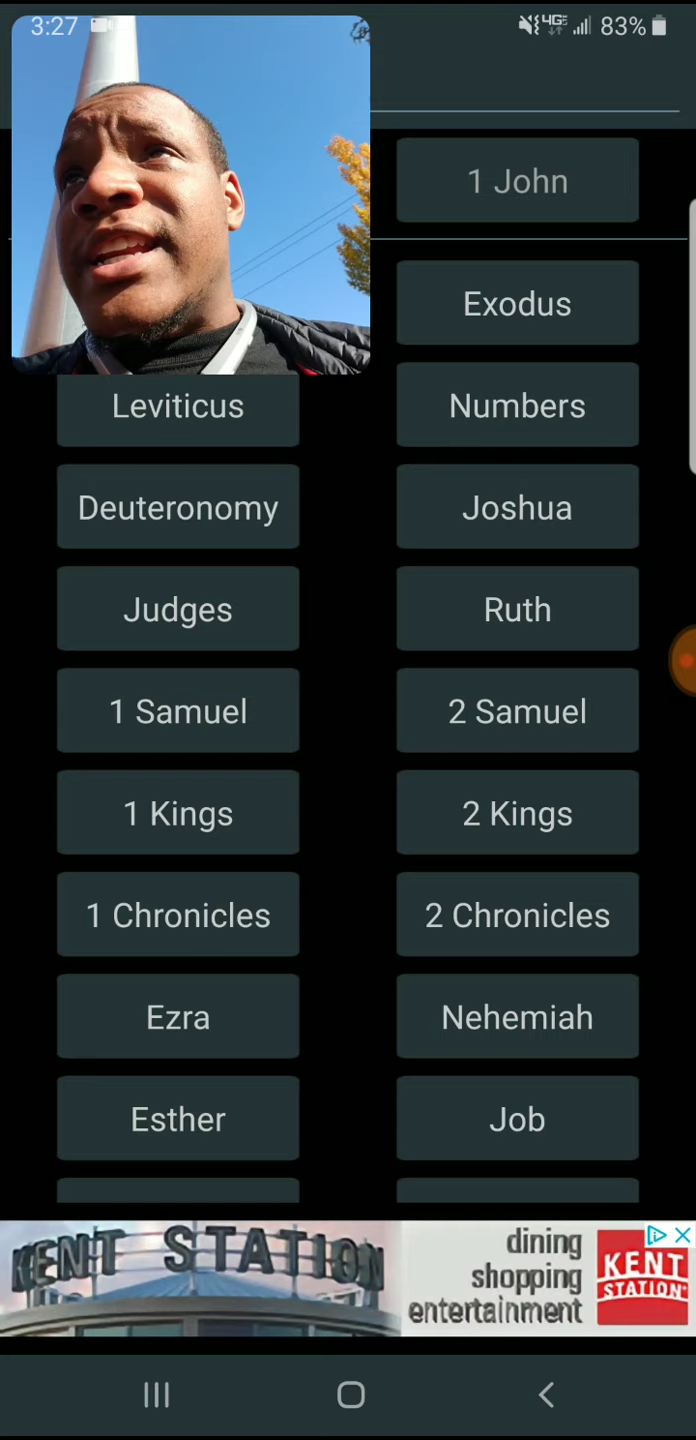 3:27
4GE
83%
1 John
Exodus
Leviticus
Numbers
Deuteronomy
Joshua
Judges
Ruth
1 Samuel
2 Samuel
1 Kings
2 Kings
1 Chronicles
2 Chronicles
Ezra
Nehemiah
Esther
Job
KENT STATION
dining
shopping
entertainment
KENT
STATION